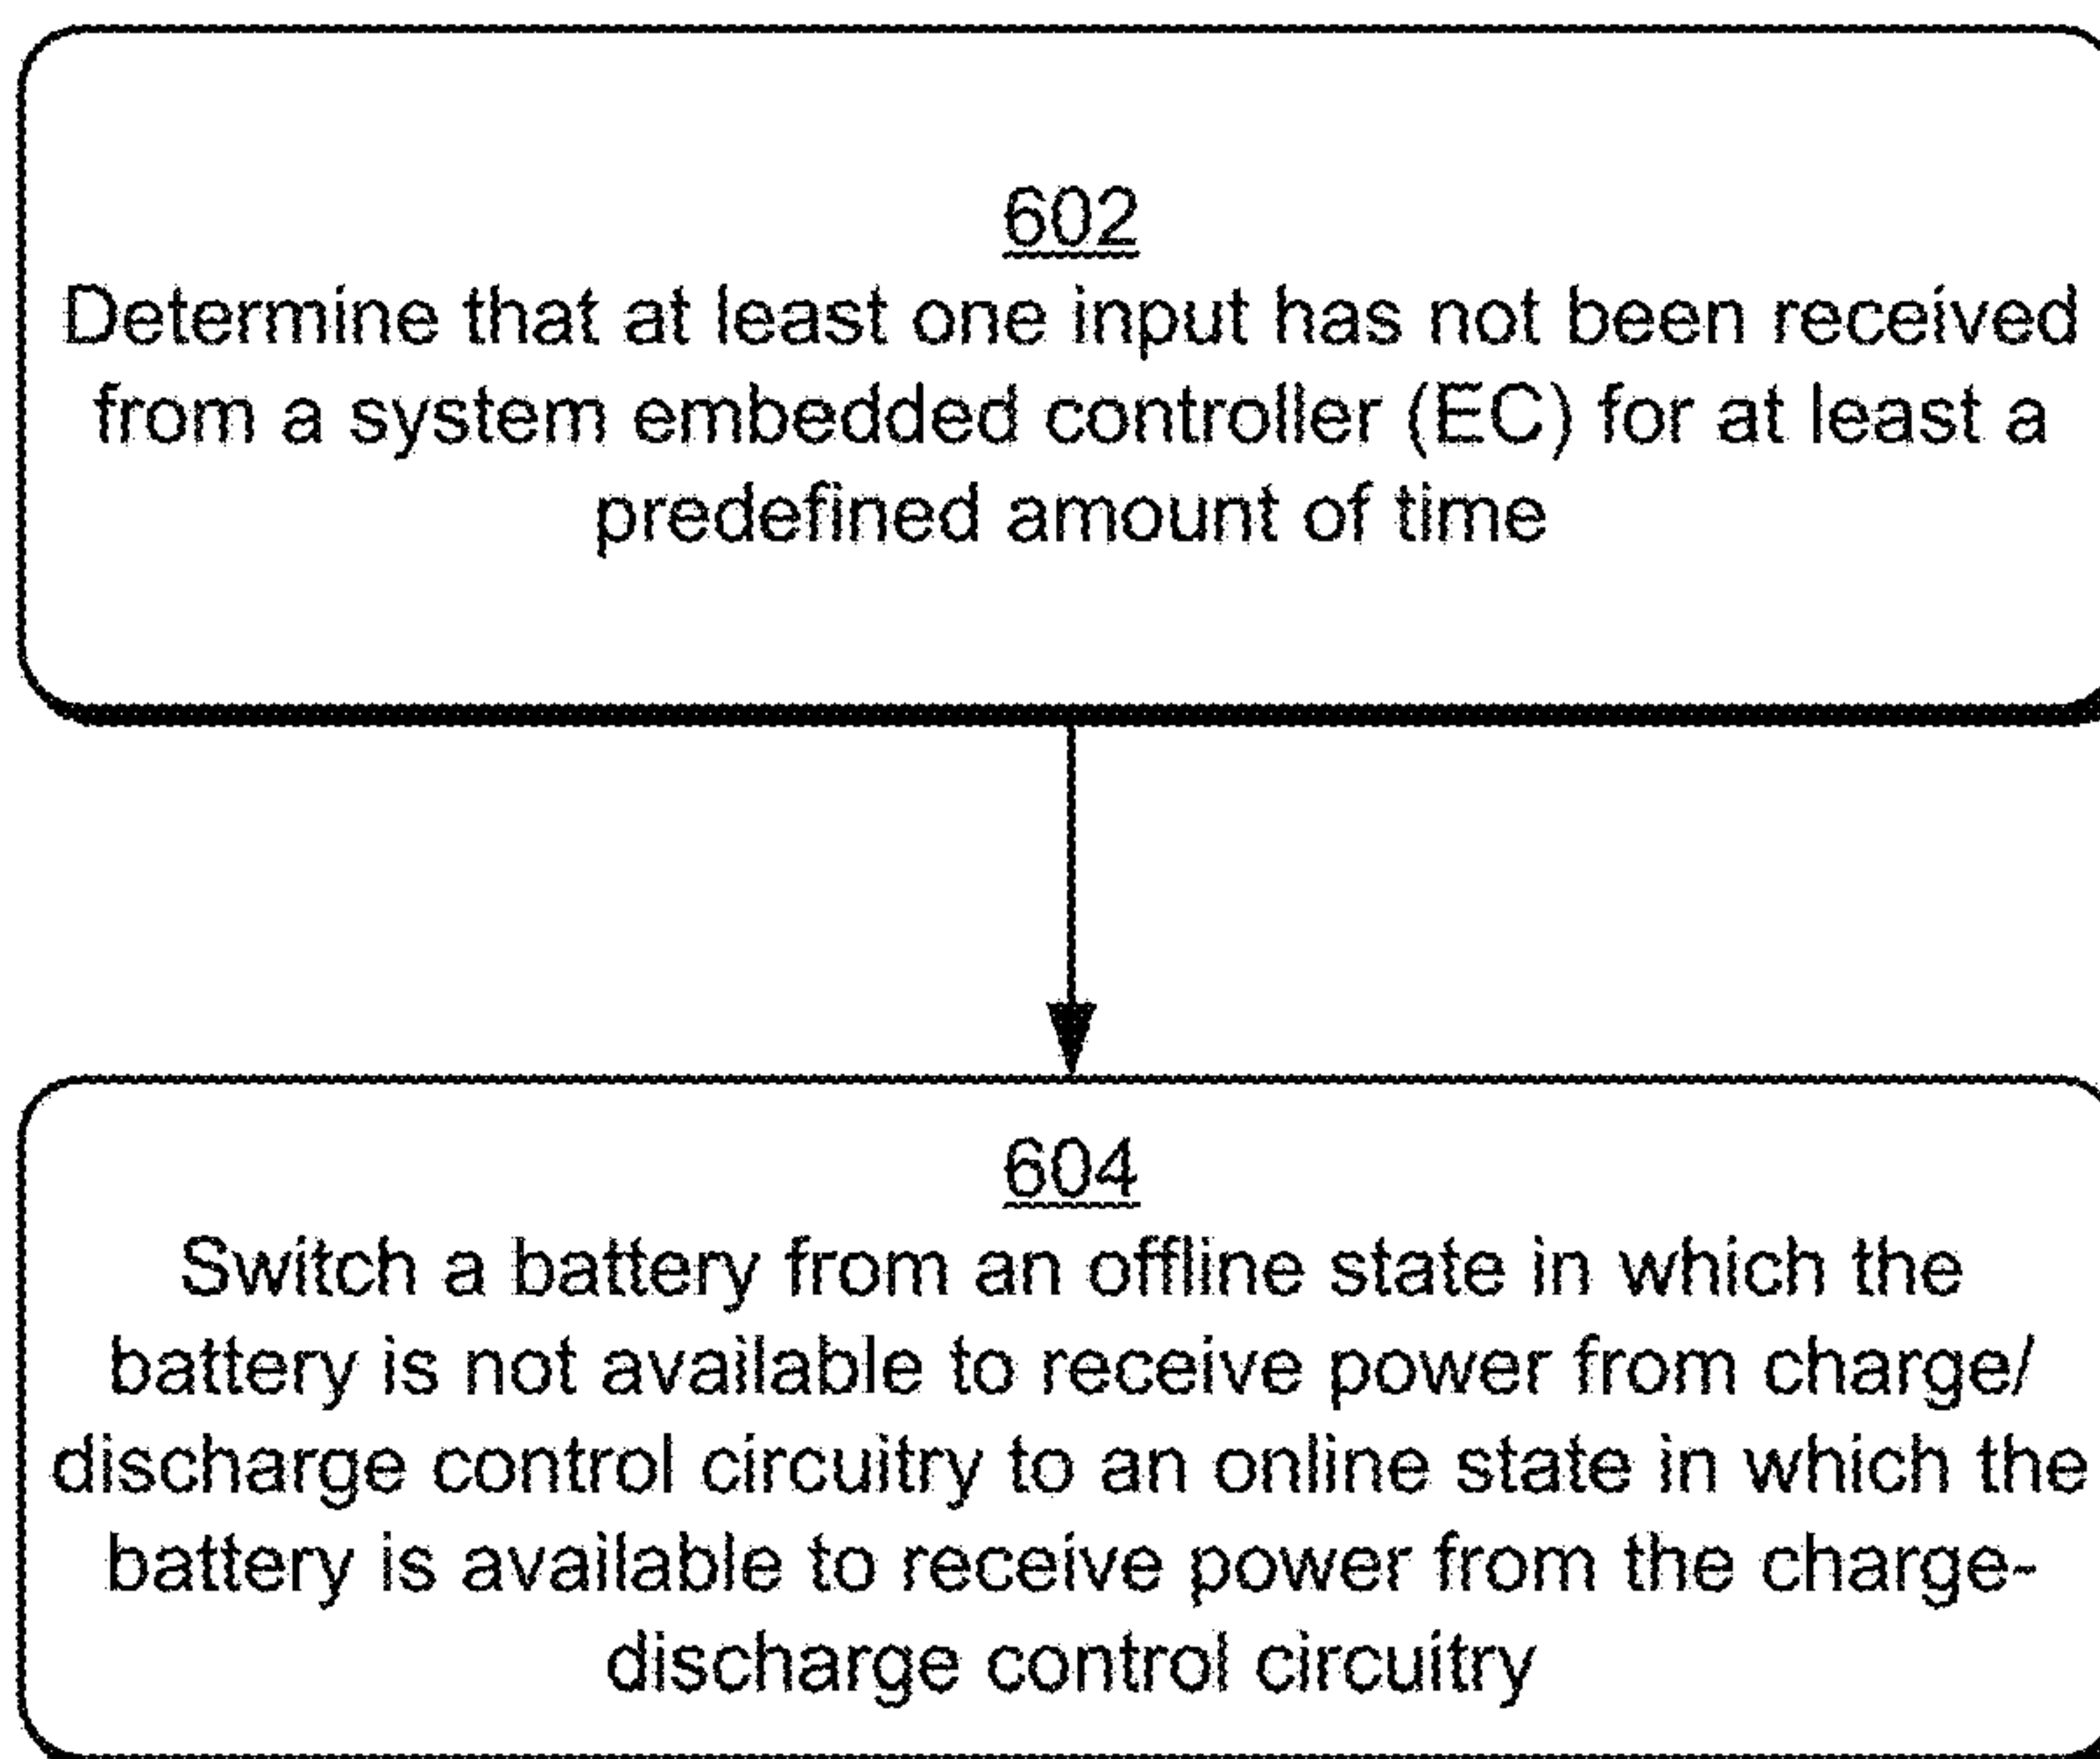 602
Determine that at least one input has not been received
from a system embedded controller (EC) for at least a
predefined amount of time
604
Switch a battery from an offline state in which the
battery is not available to receive power from charge/
discharge control circuitry to an online state in which the
battery is available to receive power from the charge-
discharge control circuitry